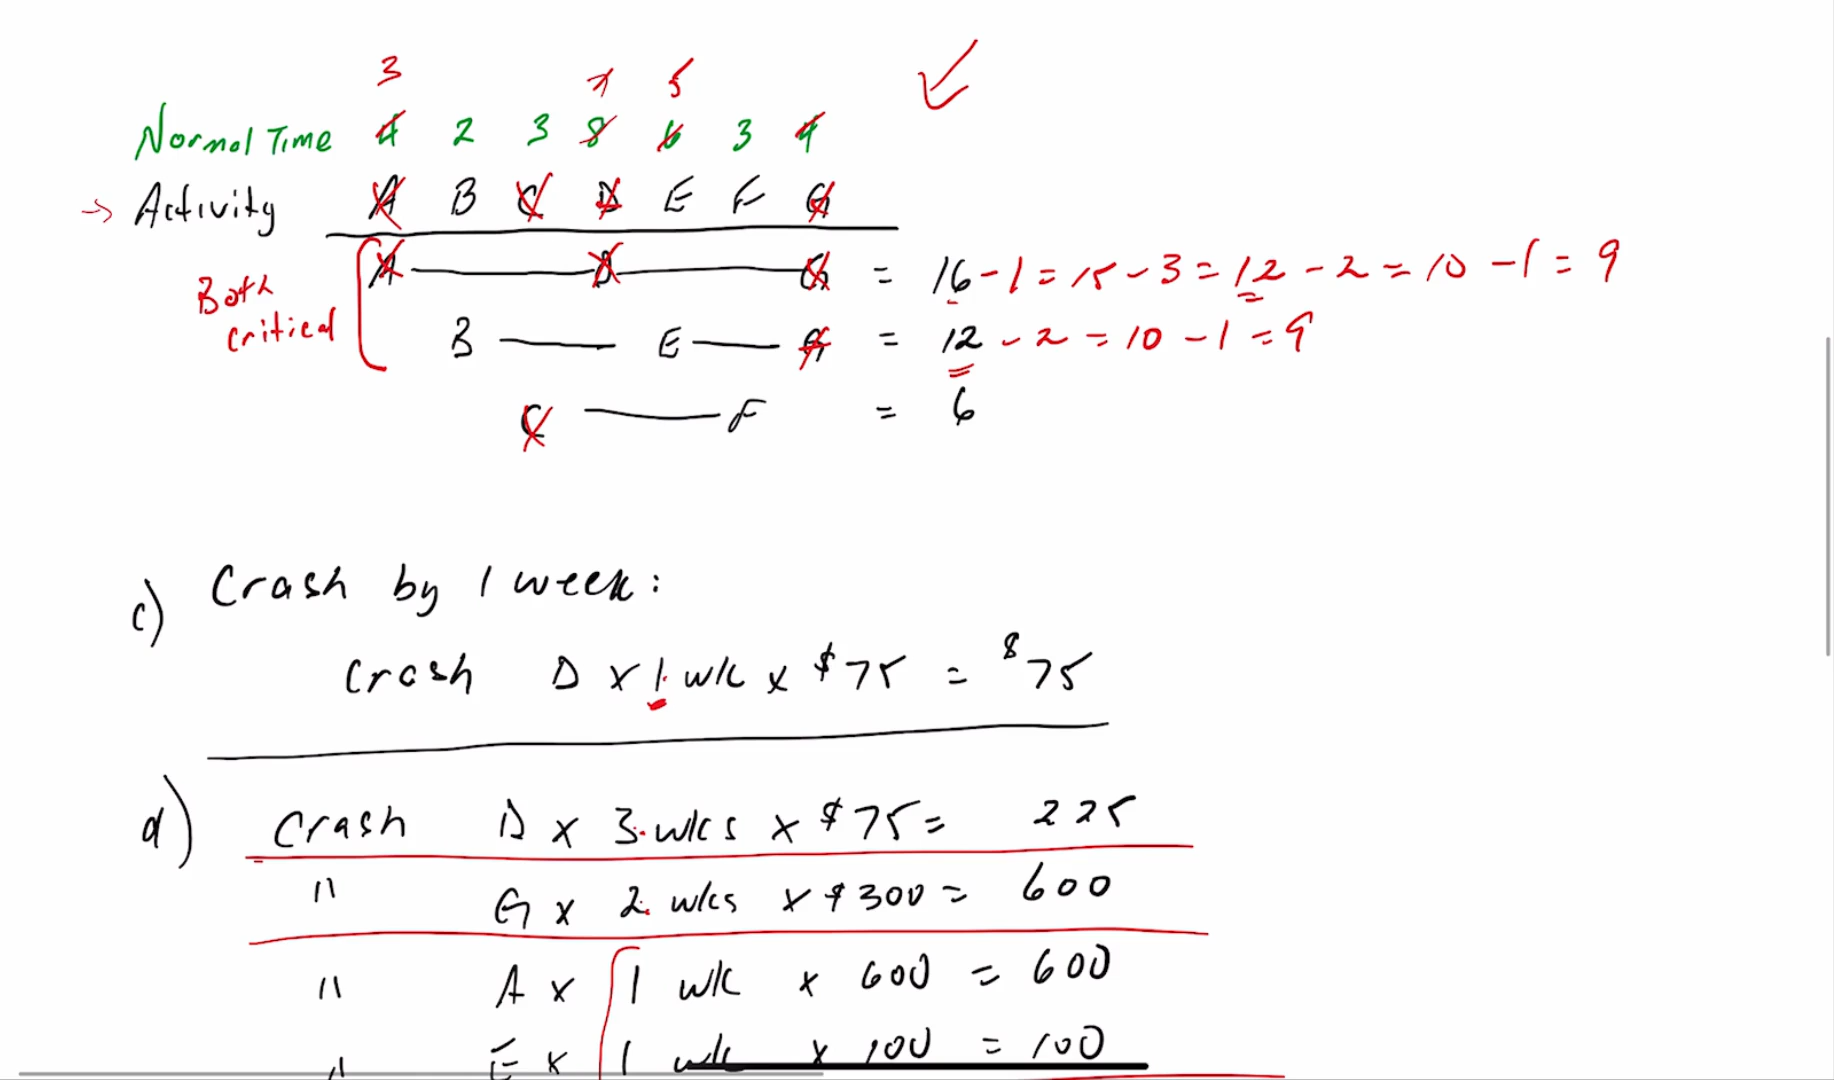 3 7 5
Normal Time 4 2 3 8 6 3 4
→ Activity A B C D E F G
Both critical
A — D — G = 16 - 1 = 15 - 3 = 12 - 2 = 10 - 1 = 9
B — E — G = 12 - 2 = 10 - 1 = 9
C — F = 6
c) Crash by 1 week:
Crash D x 1 wk x $75 = $75
d) Crash D x 3 wks x $75 = 225
" G x 2 wks x $300 = 600
" A x 1 wk x 600 = 600
" E x 1 wk x 100 = 100